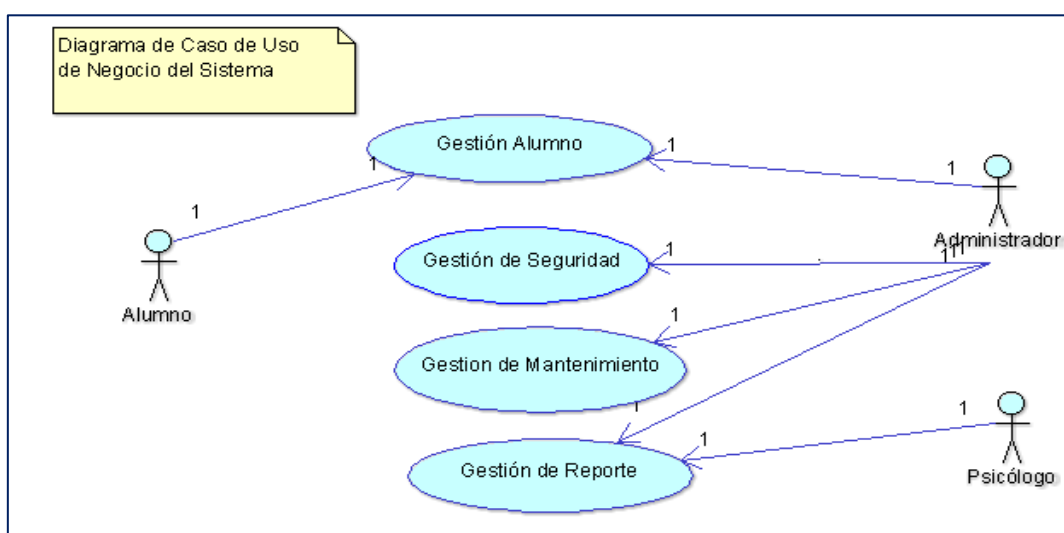 Diagrama de Caso de Uso
de Negocio del Sistema
Gestión Alumno
1
1
1
1
Administrador
Gestión de Seguridad
1
111
Alumno
1
Gestion de Mantenimiento
1
1
1
Gestión de Reporte
Psicólogo